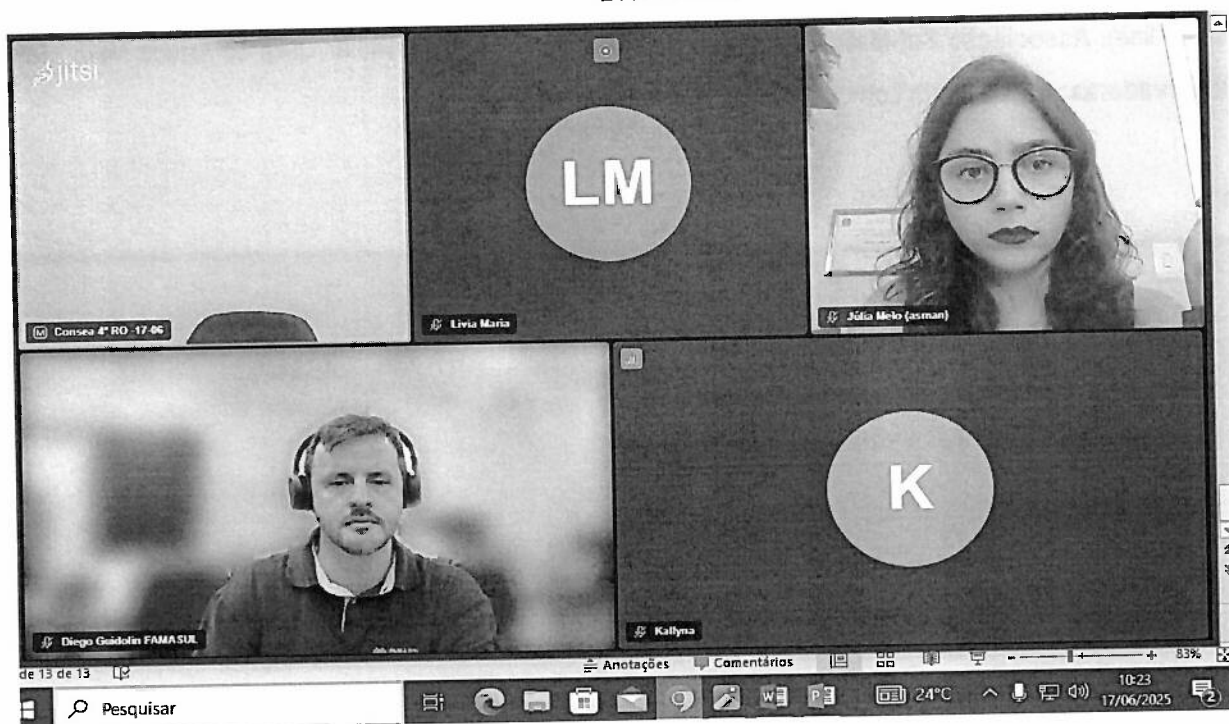 jitsi
LM
Consea 4ª RO -17-06
Livia Maria
Júlia Melo (asman)
K
Diego Guidolin FAMASUL
Kallyna
de 13 de 13
Anotações
Comentários
83%
Pesquisar
24°C
10:23
17/06/2025
2